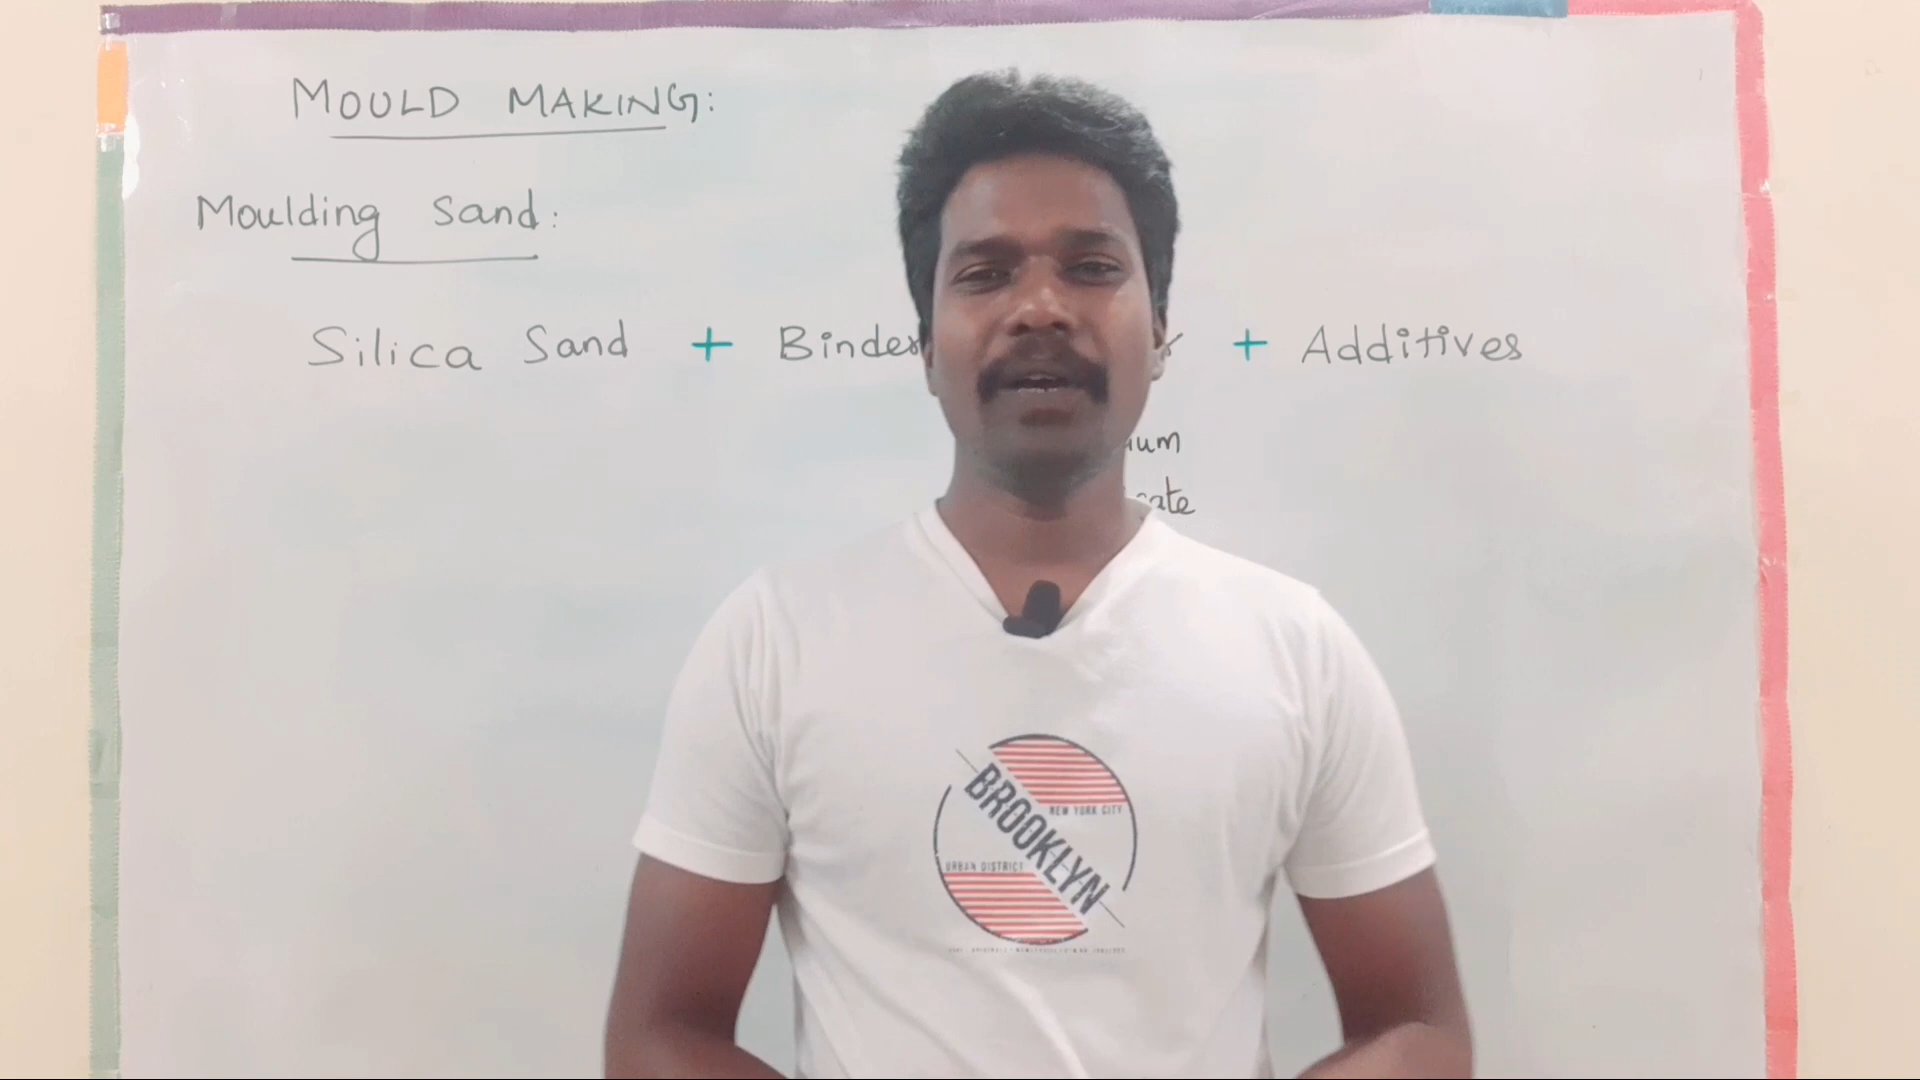 MOULD MAKING:
Moulding Sand:
Silica Sand + Binder + Additives
BROOKLYN
NEW YORK CITY
URBAN DISTRICT